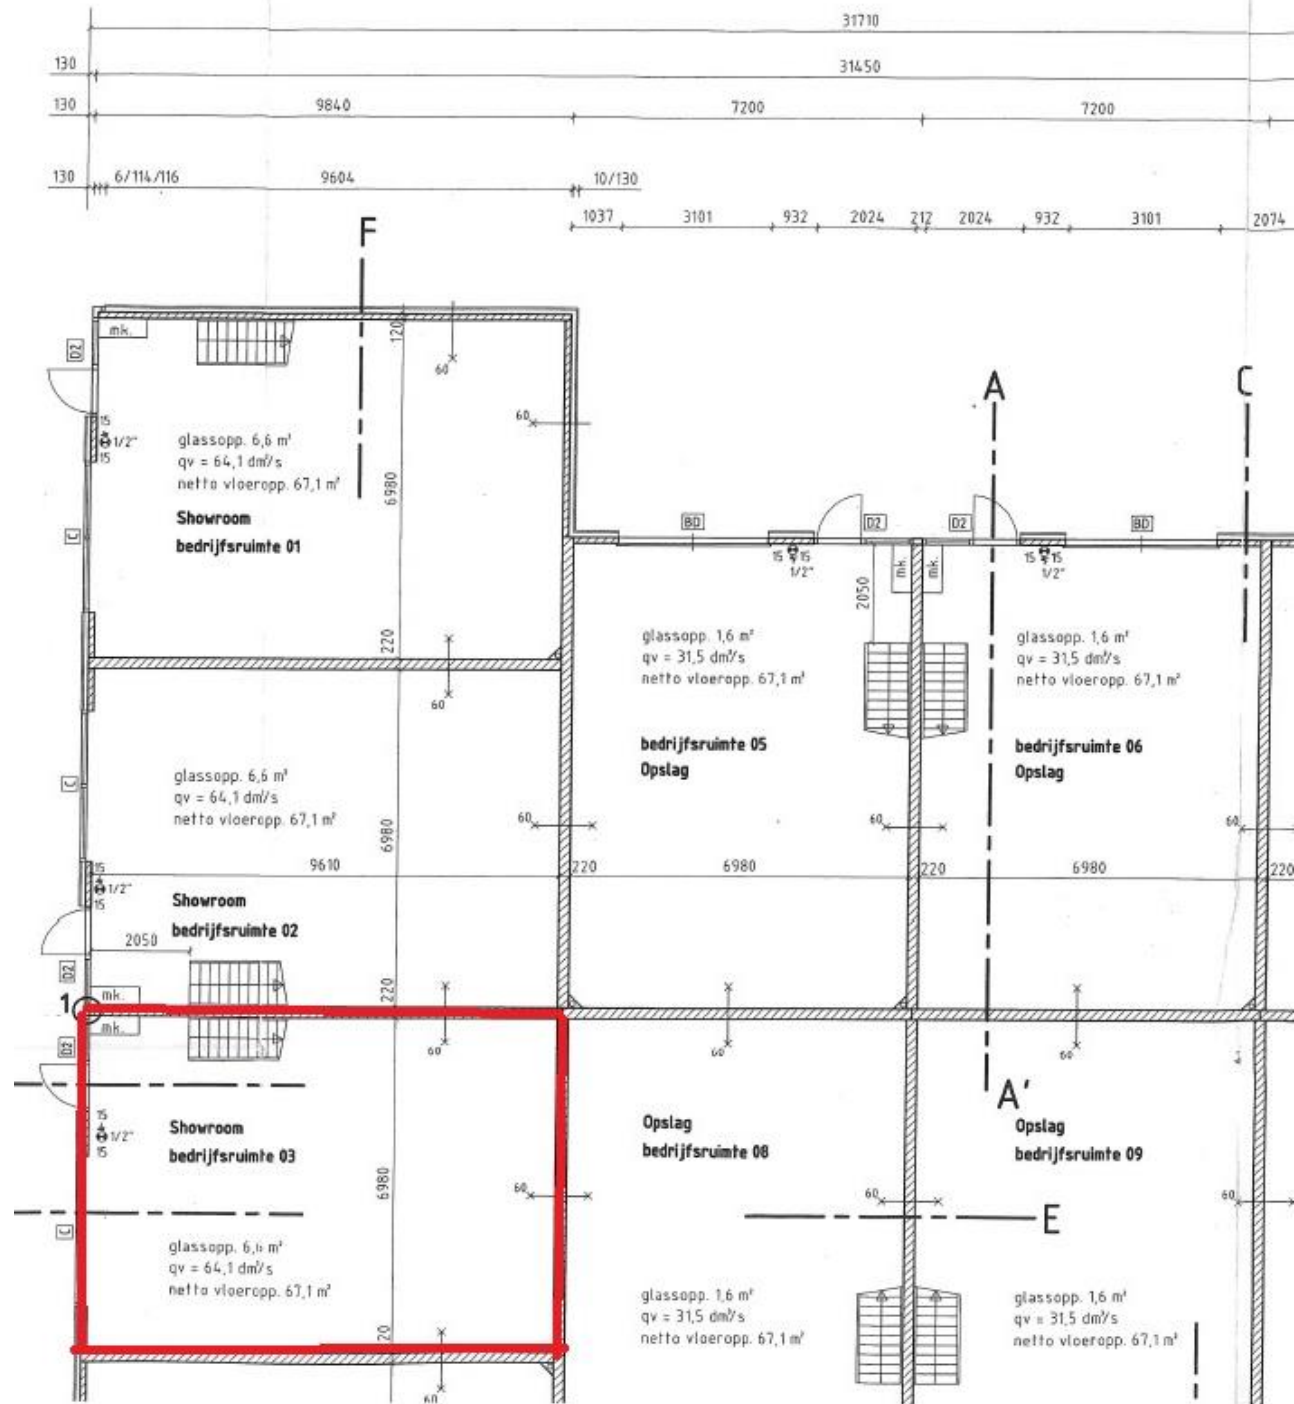 31710
130 31450
130 9840 7200 7200
130 6/114/116 9604 10/130
1037 3101 932 2024 212 2024 932 3101 2074
F
mk.
120
D2
60
A
C
60
15
1/2"
15
glassopp. 6,6 m²
qv = 64,1 dm³/s
netto vloeropp. 67,1 m²
6980
Showroom
bedrijfsruimte 01
C
BD D2 D2 BD
15 15
1/2"
15 15
1/2"
mk. mk.
2050
220
60
glassopp. 1,6 m²
qv = 31,5 dm³/s
netto vloeropp. 67,1 m²
glassopp. 1,6 m²
qv = 31,5 dm³/s
netto vloeropp. 67,1 m²
bedrijfsruimte 05
Opslag
bedrijfsruimte 06
Opslag
glassopp. 6,6 m²
qv = 64,1 dm³/s
netto vloeropp. 67,1 m²
C
6980
60 60 60
9610 220 6980 220 6980 220
15
1/2"
15
Showroom
bedrijfsruimte 02
2050
D2
mk.
220
1
mk.
D2
60 60 60
A'
15
1/2"
15
Showroom
bedrijfsruimte 03
Opslag
bedrijfsruimte 08
Opslag
bedrijfsruimte 09
6980
60 60 60
E
C
glassopp. 6,6 m²
qv = 64,1 dm³/s
netto vloeropp. 67,1 m²
glassopp. 1,6 m²
qv = 31,5 dm³/s
netto vloeropp. 67,1 m²
glassopp. 1,6 m²
qv = 31,5 dm³/s
netto vloeropp. 67,1 m²
20
60